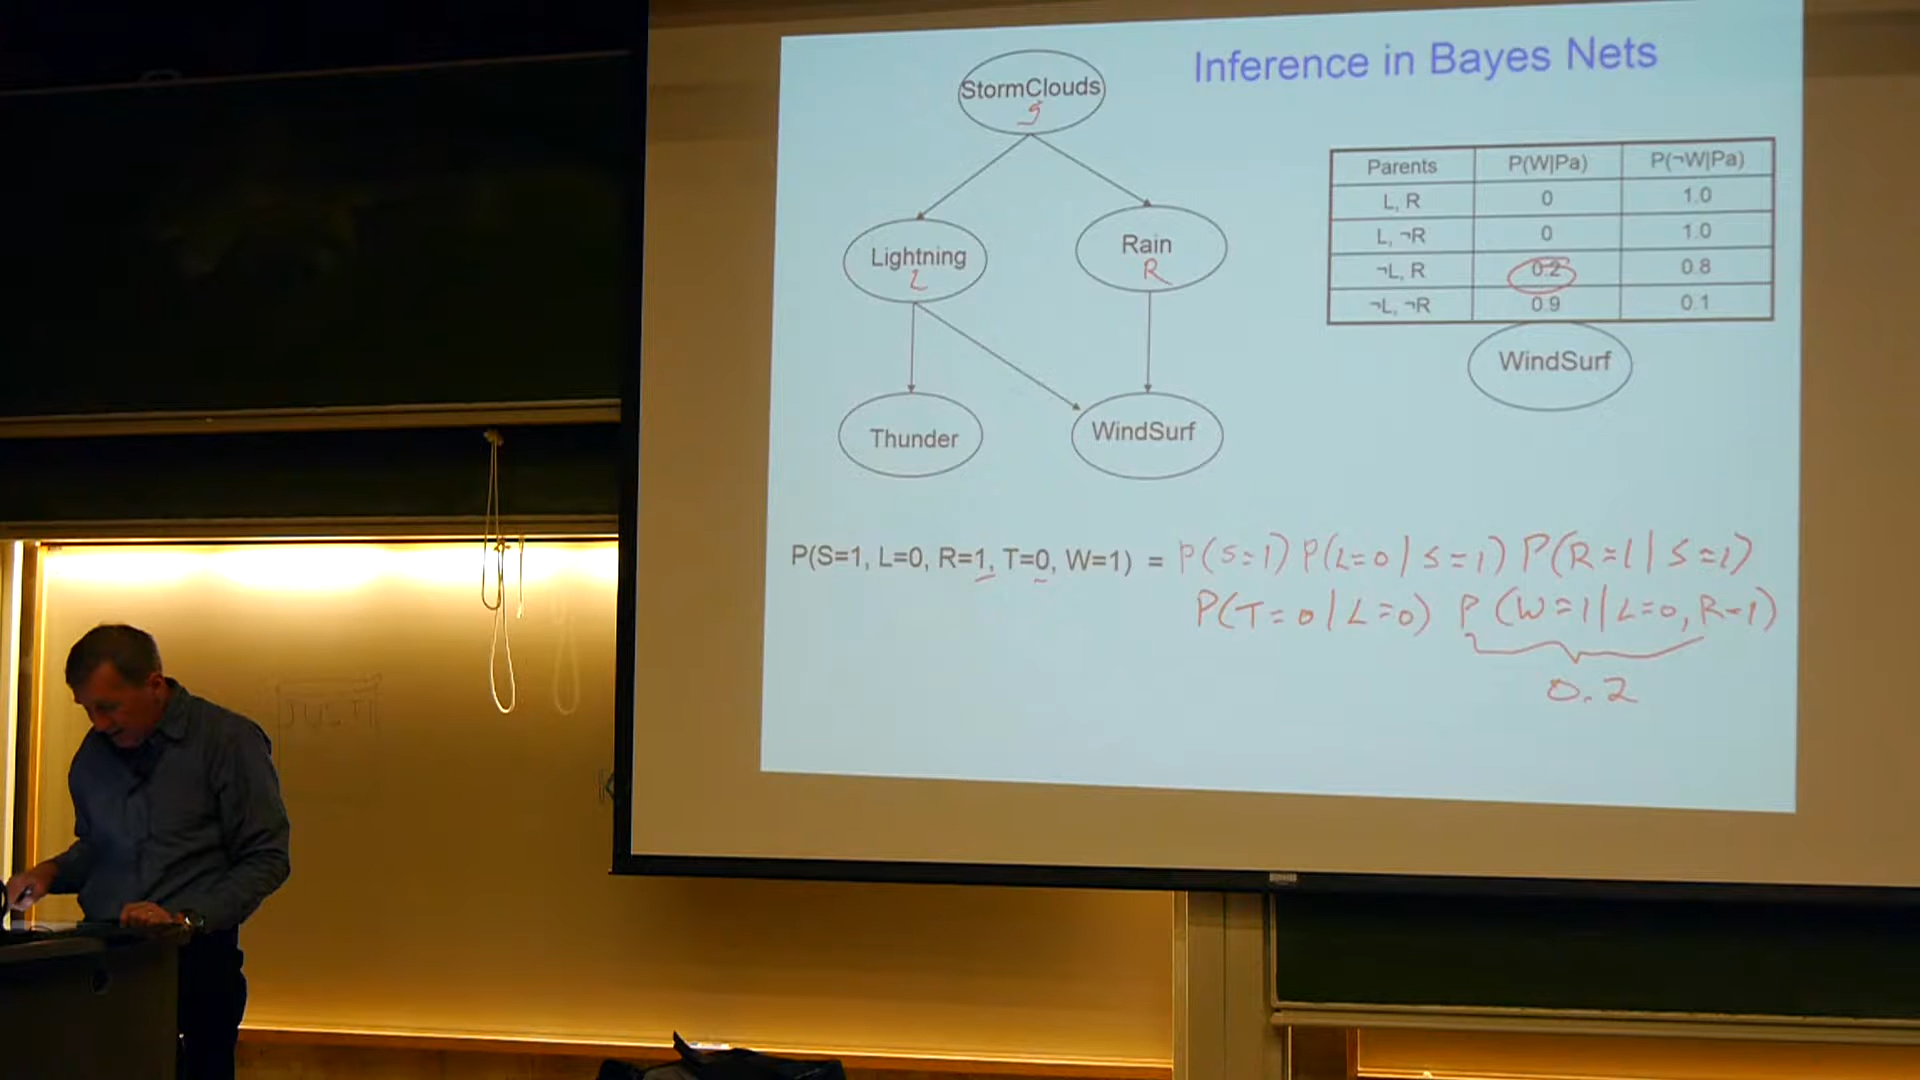 Inference in Bayes Nets
StormClouds
S
Lightning
L
Rain
R
Thunder
WindSurf
Parents P(W|Pa) P(¬W|Pa)
L, R 0 1.0
L, ¬R 0 1.0
¬L, R 0.2 0.8
¬L, ¬R 0.9 0.1
WindSurf
P(S=1, L=0, R=1, T=0, W=1) = P(S=1) P(L=0|S=1) P(R=1|S=1)
P(T=0|L=0) P(W=1|L=0, R=1)
0.2